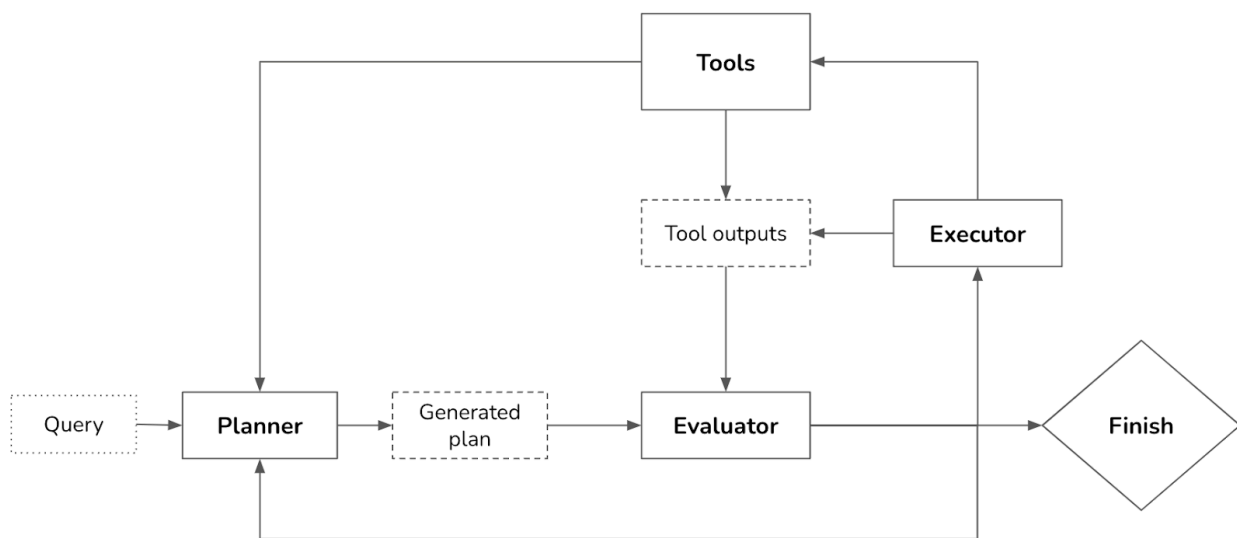 Tools
Tool outputs
Executor
Query
Planner
Generated
plan
Evaluator
Finish